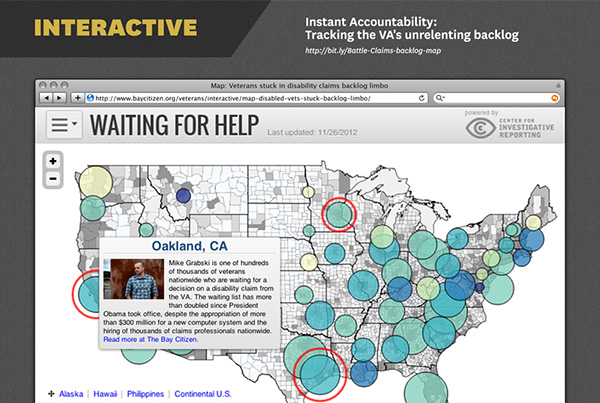 INTERACTIVE
Instant Accountability:
Tracking the VA's unrelenting backlog
http://bit.ly/Battle-Claims-backlog-map
Map: Veterans stuck in disability claims backlog limbo
http://www.baycitizen.org/veterans/interactive/map-disabled-vets-stuck-backlog-limbo/
WAITING FOR HELP
Last updated: 11/26/2012
powered by
CENTER FOR
INVESTIGATIVE
REPORTING
+
−
Oakland, CA
Mike Grabski is one of hundreds
of thousands of veterans
nationwide who are waiting for a
decision on a disability claim from
the VA. The waiting list has more
than doubled since President
Obama took office, despite the appropriation of more
than $300 million for a new computer system and the
hiring of thousands of claims professionals nationwide.
Read more at The Bay Citizen.
Alaska | Hawaii | Philippines | Continental U.S.